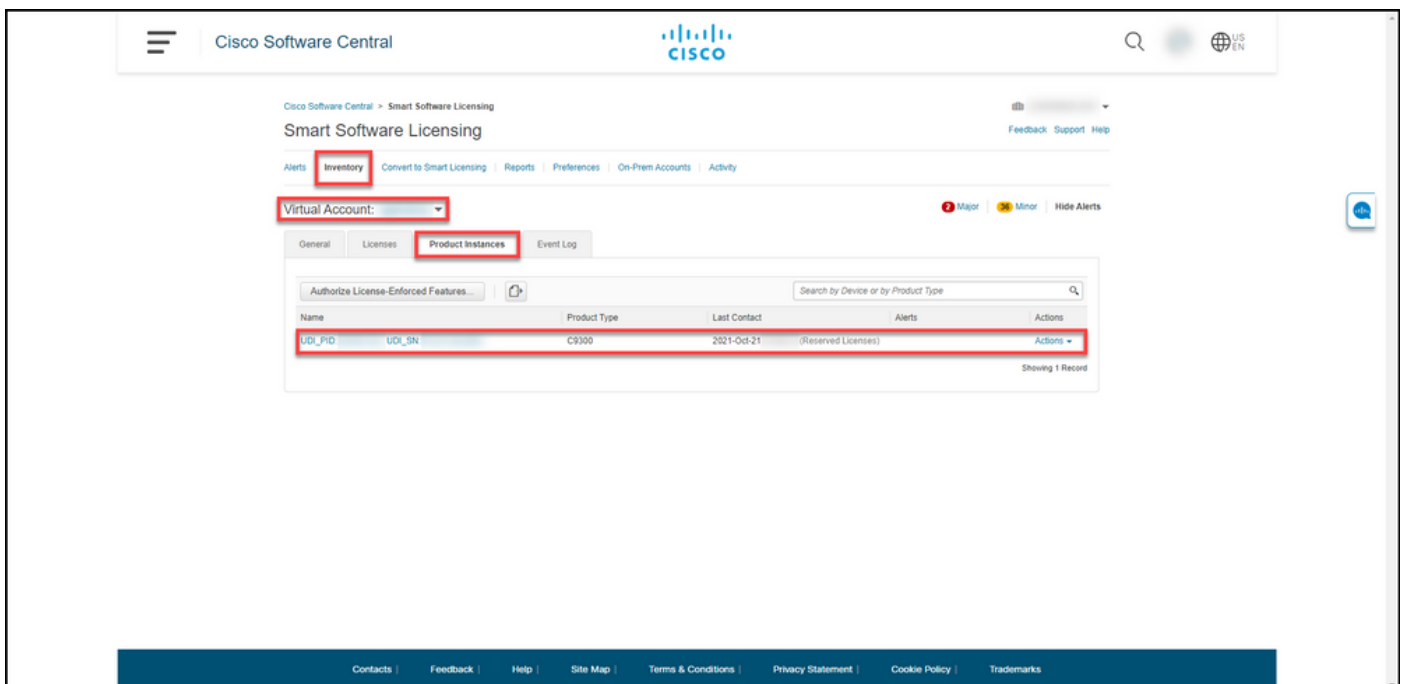 Cisco Software Central
CISCO
US
EN
Cisco Software Central > Smart Software Licensing
Smart Software Licensing
Feedback Support Help
Alerts Inventory Convert to Smart Licensing | Reports | Preferences | On-Prem Accounts | Activity
Virtual Account:
2 Major | 36 Minor | Hide Alerts
General Licenses Product Instances Event Log
Authorize License-Enforced Features...
Search by Device or by Product Type
Name Product Type Last Contact Alerts Actions
UDI_PID UDI_SN C9300 2021-Oct-21 (Reserved Licenses) Actions
Showing 1 Record
Contacts | Feedback | Help | Site Map | Terms & Conditions | Privacy Statement | Cookie Policy | Trademarks